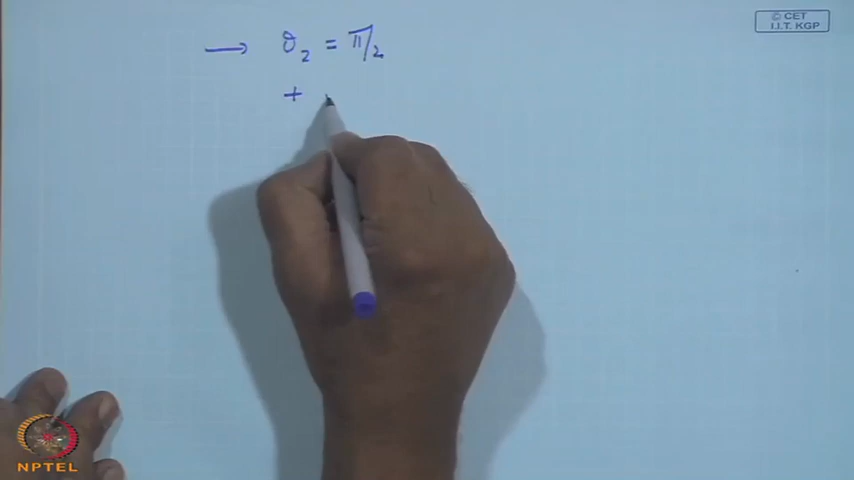 © CET
I.I.T. KGP
→ θ₂ = π/2
+
NPTEL